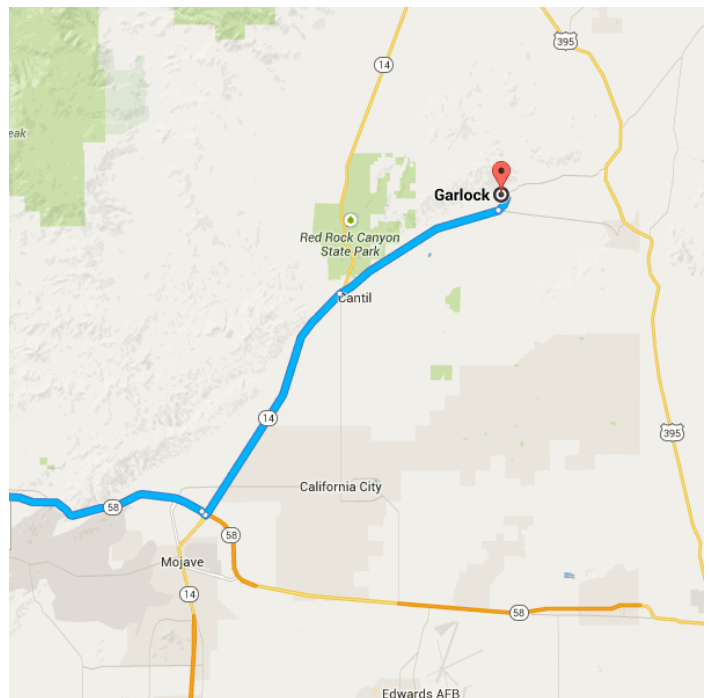 395
14
eak
Garlock
Red Rock Canyon
State Park
Cantil
14
395
California City
58
58
Mojave
14
58
Edwards AFB